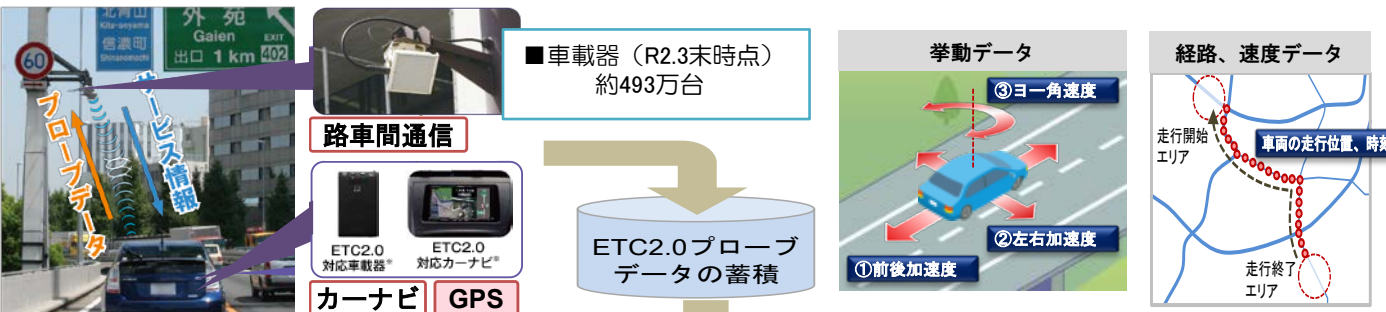 北青山
Kita-aoyama
信濃町
Shinanomachi
外苑
Gaien
EXIT
出口 1 km 402
60
プローブデータ
サービス情報
路車間通信
■車載器（R2.3末時点）
約493万台
ETC2.0
対応車載器※
ETC2.0
対応カーナビ※
カーナビ
GPS
ETC2.0プローブ
データの蓄積
挙動データ
③ヨー角速度
②左右加速度
①前後加速度
経路、速度データ
走行開始
エリア
車両の走行位置、時刻
走行終了
エリア